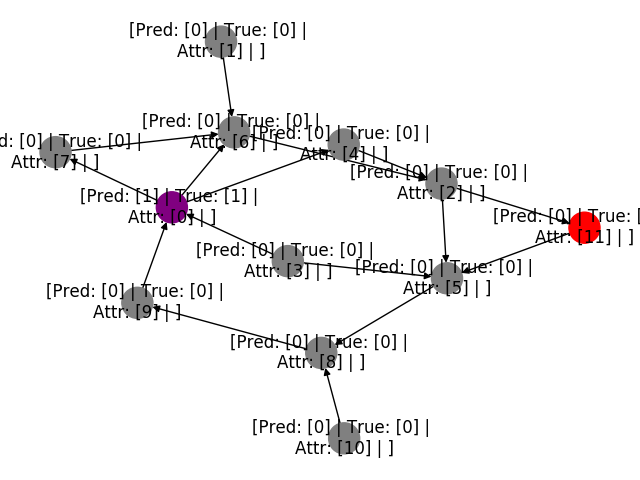 [Pred: [0] | True: [0] |
Attr: [1] | ]
[Pred: [0] | True: [0] |
Attr: [6] | ]
[Pred: [0] | True: [0] |
Attr: [4] | ]
d: [0] | True: [0] |
Attr: [7] | ]
[Pred: [0] | True: [0] |
Attr: [2] | ]
[Pred: [1] | True: [1] |
Attr: [0] | ]
[Pred: [0] | True: [
Attr: [11] | ]
[Pred: [0] | True: [0] |
Attr: [3] | ]
[Pred: [0] | True: [0] |
Attr: [5] | ]
[Pred: [0] | True: [0] |
Attr: [9] | ]
[Pred: [0] | True: [0] |
Attr: [8] | ]
[Pred: [0] | True: [0] |
Attr: [10] | ]